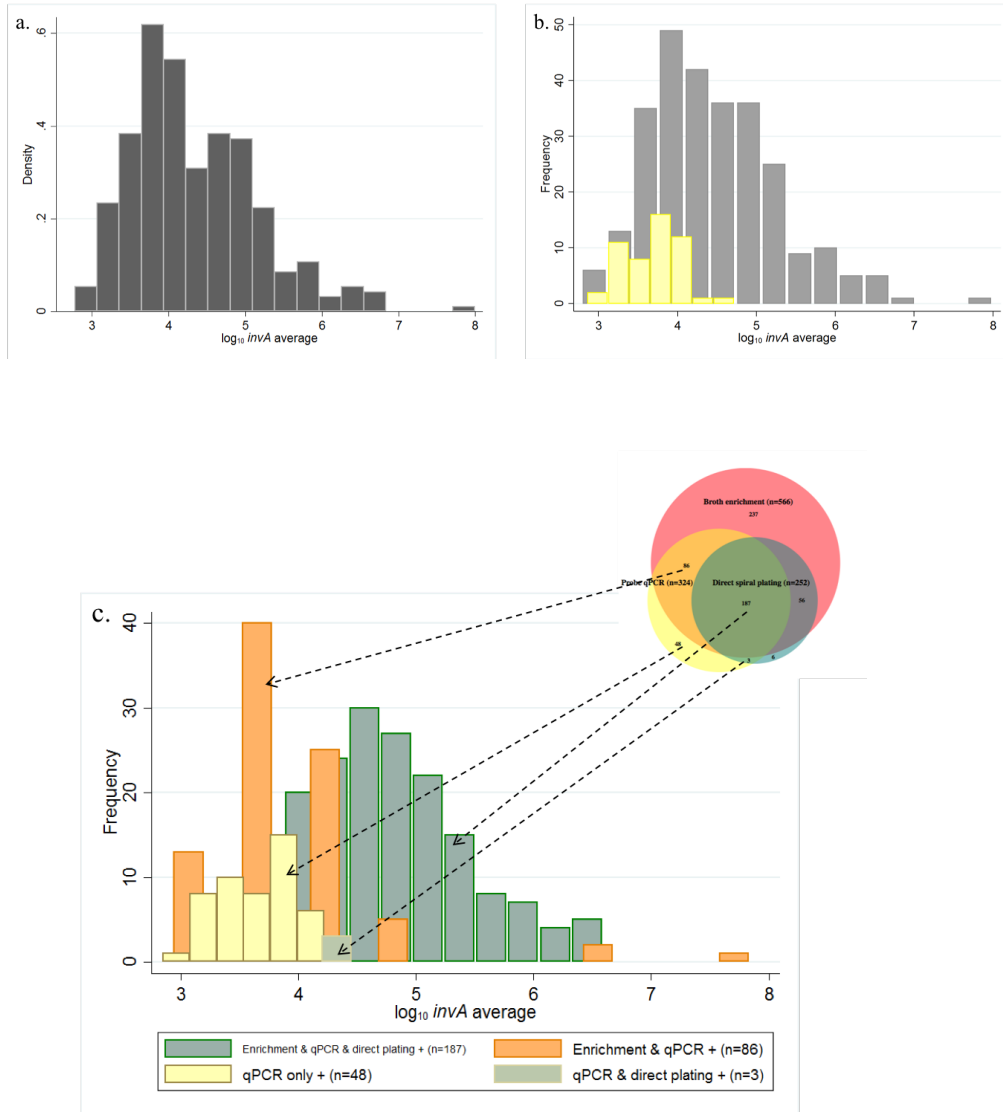 a.
Density
0 .2 .4 .6
3 4 5 6 7 8
log₁₀ invA average
b.
Frequency
0 10 20 30 40 50
3 4 5 6 7 8
log₁₀ invA average
Broth enrichment (n=566)
237
86
Probe qPCR (n=324)
Direct spiral plating (n=252)
187
56
48
3
6
c.
Frequency
0 10 20 30 40
3 4 5 6 7 8
log₁₀ invA average
Enrichment & qPCR & direct plating + (n=187)
Enrichment & qPCR + (n=86)
qPCR only + (n=48)
qPCR & direct plating + (n=3)